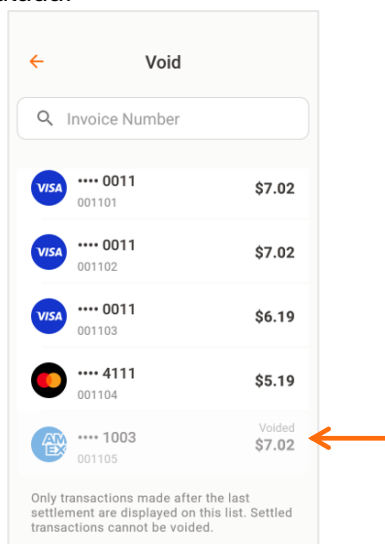 Void
Invoice Number
VISA •••• 0011 $7.02
001101
VISA •••• 0011 $7.02
001102
VISA •••• 0011 $6.19
001103
•••• 4111 $5.19
001104
Voided
AM EX •••• 1003 $7.02
001105
Only transactions made after the last
settlement are displayed on this list. Settled
transactions cannot be voided.